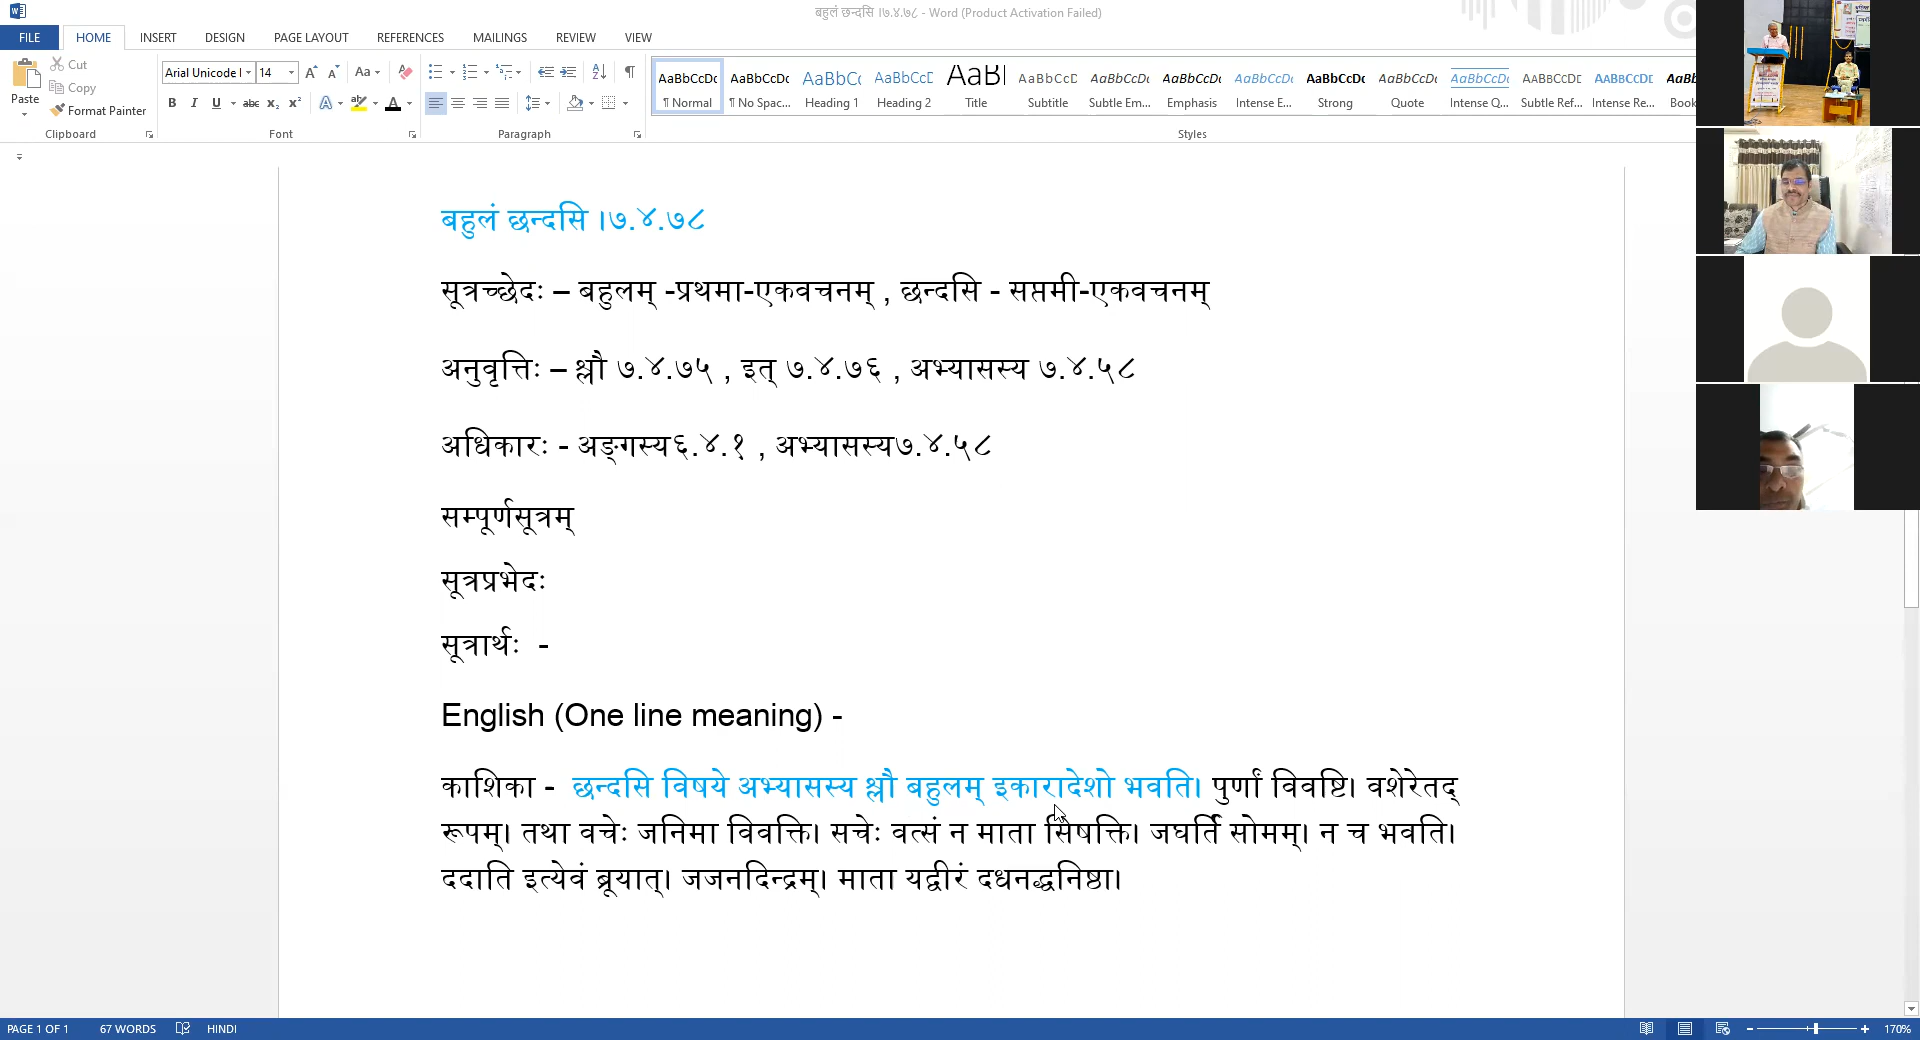 बहुलं छन्दसि ।७.४.७८ - Word (Product Activation Failed)
FILE HOME INSERT DESIGN PAGE LAYOUT REFERENCES MAILINGS REVIEW VIEW
Paste Cut Copy Format Painter
Arial Unicode 14
AaBbCcDc AaBbCcDc AaBbCc AaBbCcD AaBl AaBbCcD AaBbCcDc AaBbCcDc AaBbCcDc AaBbCcDc AaBbCcDc AaBbCcDc AABBCCDE AABBCCDE AaBb
¶ Normal ¶ No Spac... Heading 1 Heading 2 Title Subtitle Subtle Em... Emphasis Intense E... Strong Quote Intense Q... Subtle Ref... Intense Re... Book
Clipboard Font Paragraph Styles
बहुलं छन्दसि ।७.४.७८
सूत्रच्छेदः – बहुलम् -प्रथमा-एकवचनम् , छन्दसि - सप्तमी-एकवचनम्
अनुवृत्तिः – श्लौ ७.४.७५ , इत् ७.४.७६ , अभ्यासस्य ७.४.५८
अधिकारः - अङ्गस्य६.४.१ , अभ्यासस्य७.४.५८
सम्पूर्णसूत्रम्
सूत्रप्रभेदः
सूत्रार्थः -
English (One line meaning) -
काशिका - छन्दसि विषये अभ्यासस्य श्लौ बहुलम् इकारादेशो भवति। पुर्णां विवष्टि। वशेरेतद्
रूपम्। तथा वचेः जनिमा विवक्ति। सचेः वत्सं न माता सिषक्ति। जघर्ति सोमम्। न च भवति।
ददाति इत्येवं ब्रूयात्। जजनदिन्द्रम्। माता यद्वीरं दधनद्धनिष्ठा।
PAGE 1 OF 1 67 WORDS HINDI 170%